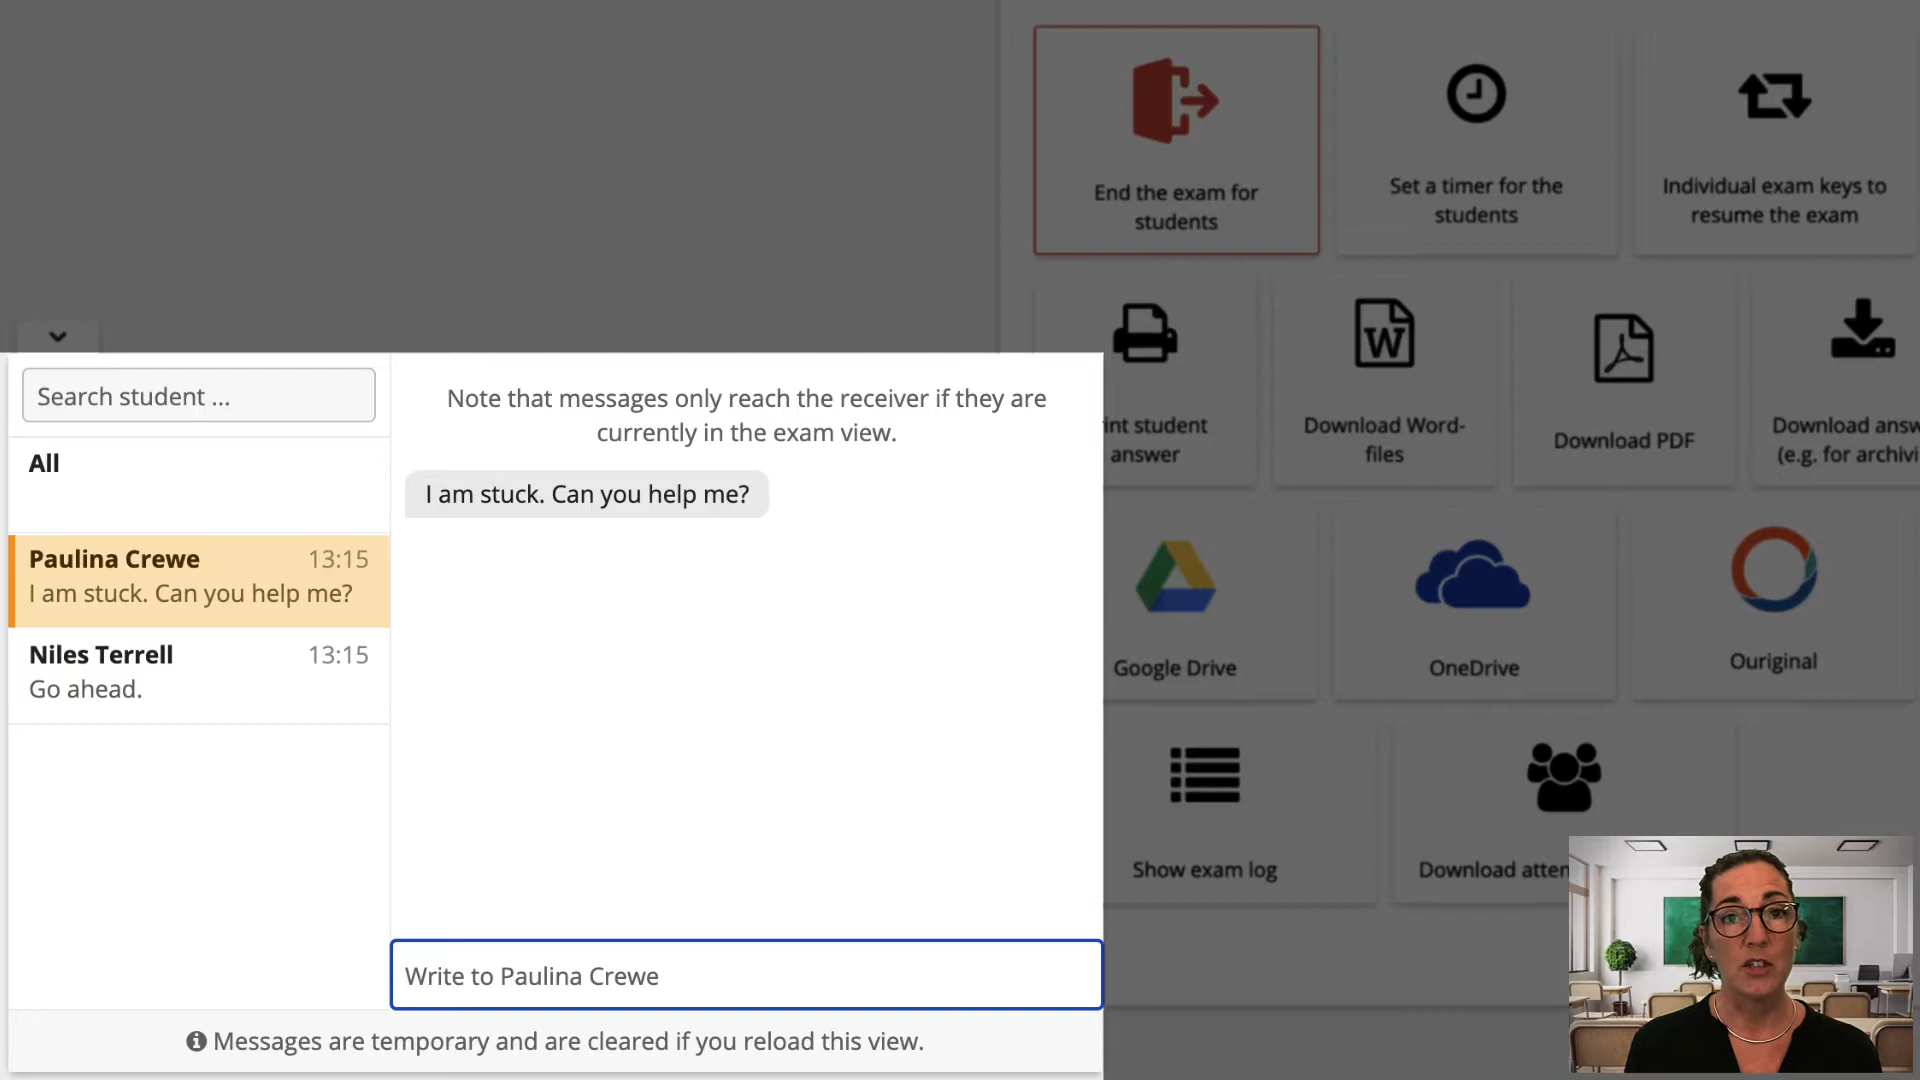 End the exam for
students
Set a timer for the
students
Individual exam keys to
resume the exam
int student
answer
Download Word-
files
Download PDF
Download answ
(e.g. for archivi
Google Drive
OneDrive
Ouriginal
Show exam log
Download atten
Search student ...
All
Paulina Crewe 13:15
I am stuck. Can you help me?
Niles Terrell 13:15
Go ahead.
Note that messages only reach the receiver if they are
currently in the exam view.
I am stuck. Can you help me?
Write to Paulina Crewe
Messages are temporary and are cleared if you reload this view.